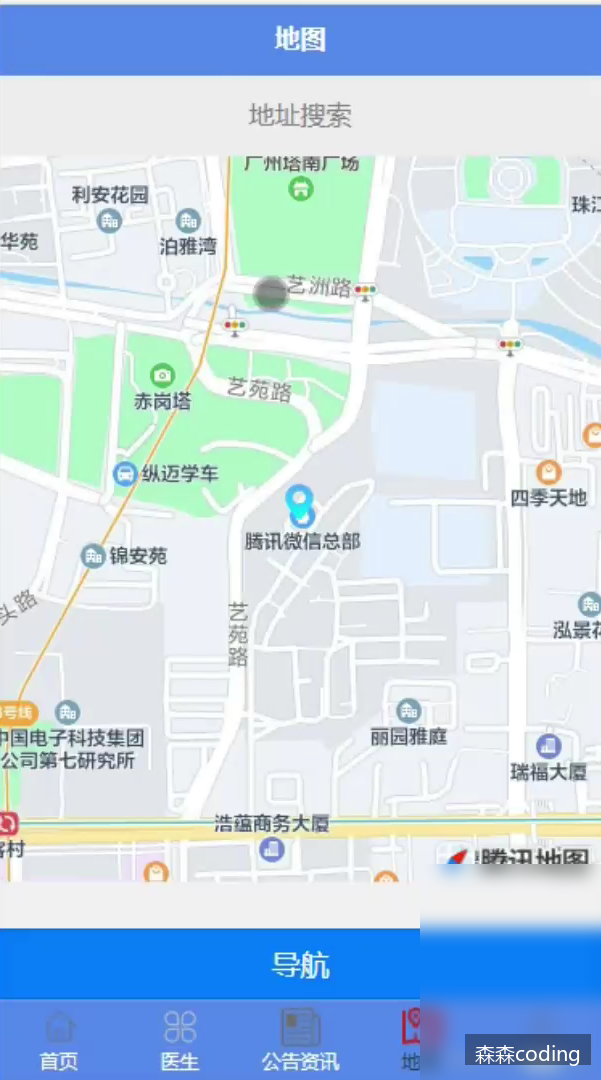 地图
地址搜索
广州塔南广场
利安花园
珠江
华苑
泊雅湾
艺洲路
艺苑路
赤岗塔
纵迈学车
四季天地
腾讯微信总部
锦安苑
头路
艺苑路
泓景花
号线
中国电子科技集团
公司第七研究所
丽园雅庭
瑞福大厦
浩蕴商务大厦
客村
腾讯地图
导航
首页
医生
公告资讯
地
森森coding